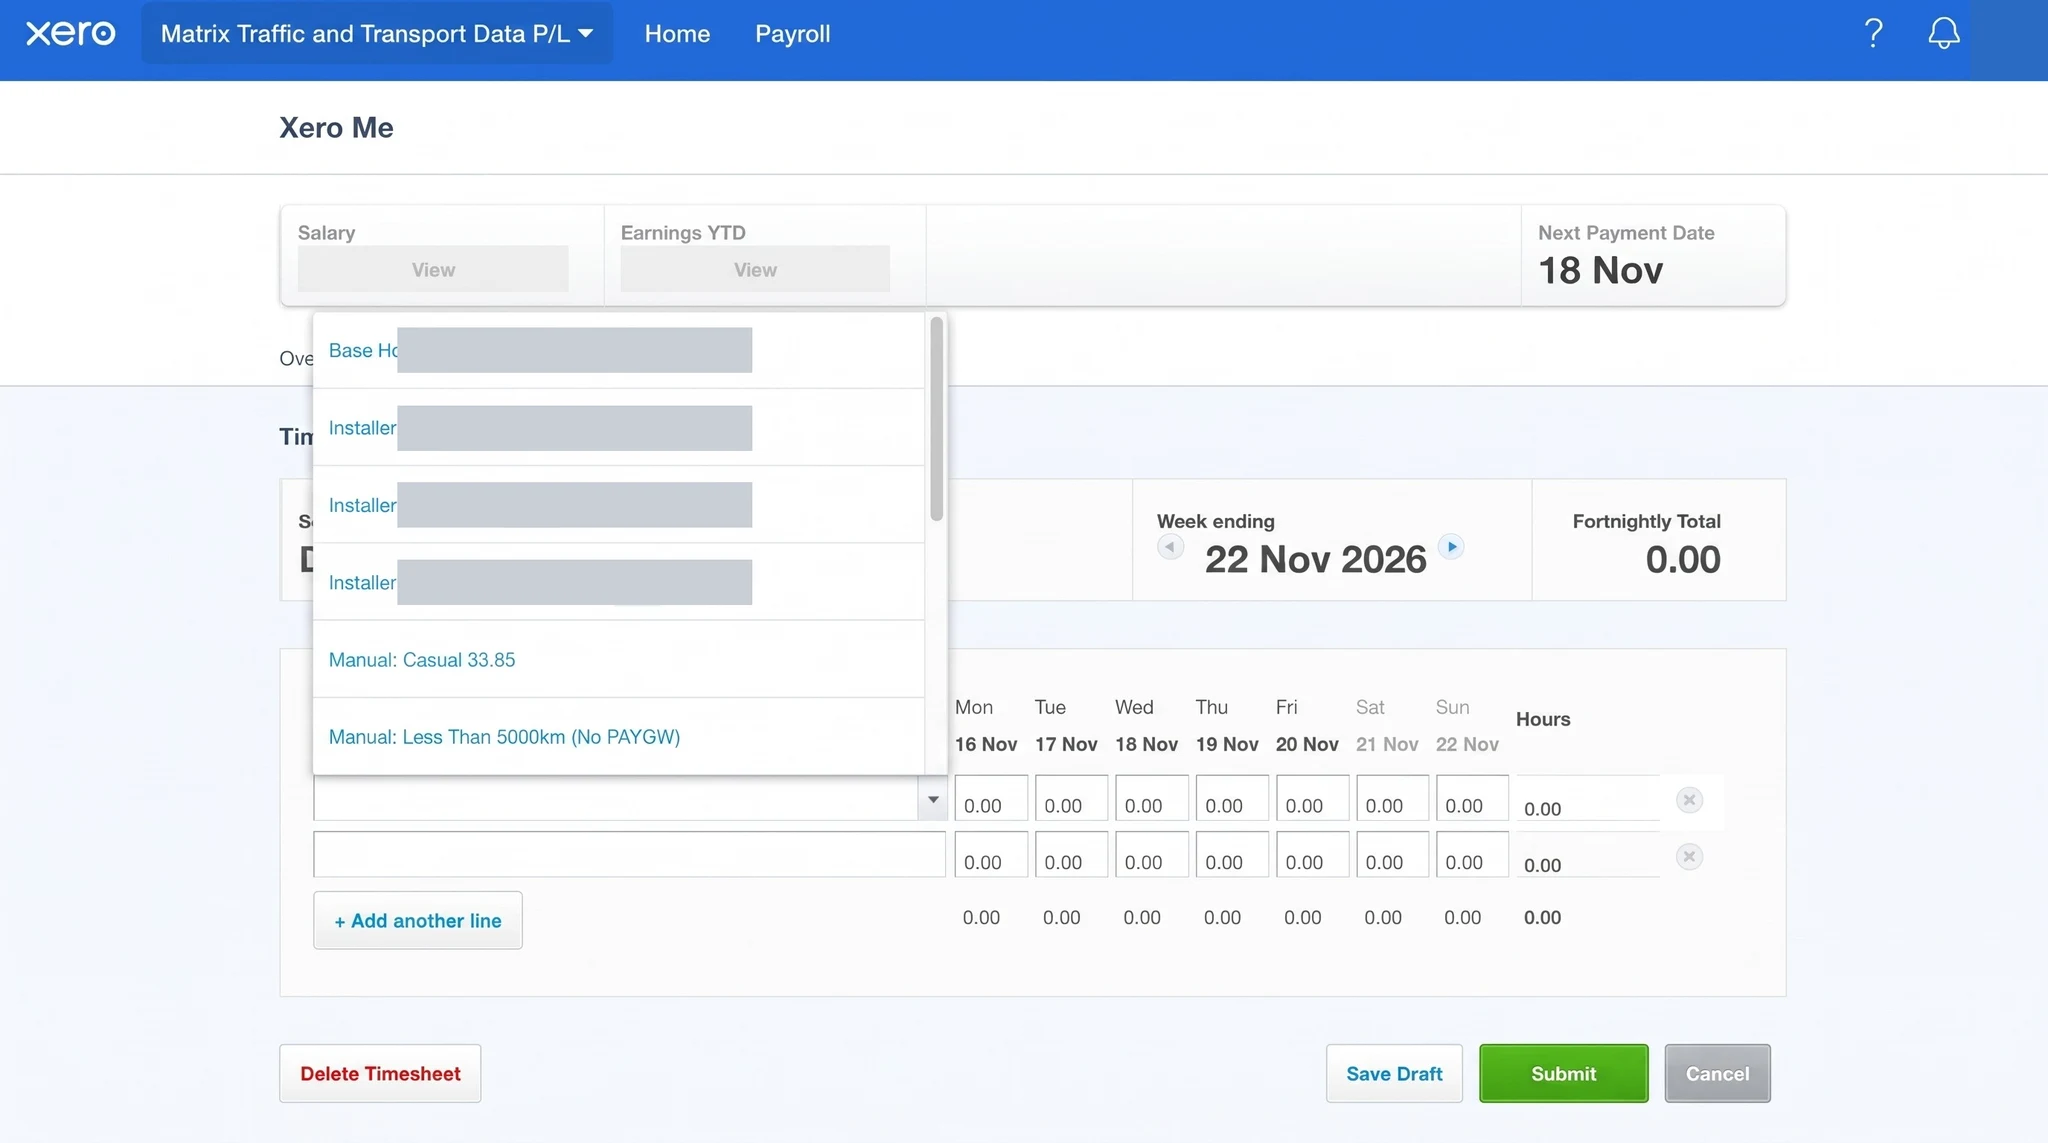 xero Matrix Traffic and Transport Data P/L Home Payroll ?
Xero Me
Salary Earnings YTD Next Payment Date
View View 18 Nov
Base
Installer
Installer
Installer
Manual: Casual 33.85
Manual: Less Than 5000km (No PAYGW)
Week ending Fortnightly Total
22 Nov 2026 0.00
Mon Tue Wed Thu Fri Sat Sun Hours
16 Nov 17 Nov 18 Nov 19 Nov 20 Nov 21 Nov 22 Nov
0.00 0.00 0.00 0.00 0.00 0.00 0.00 0.00
0.00 0.00 0.00 0.00 0.00 0.00 0.00 0.00
+ Add another line 0.00 0.00 0.00 0.00 0.00 0.00 0.00 0.00
Delete Timesheet Save Draft Submit Cancel